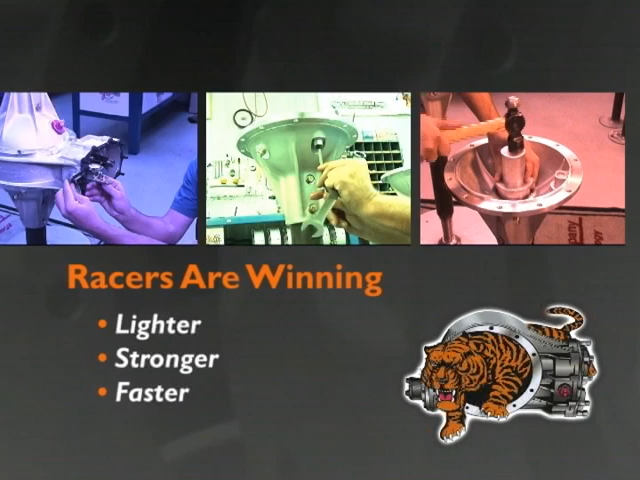 Racers Are Winning
• Lighter
• Stronger
• Faster